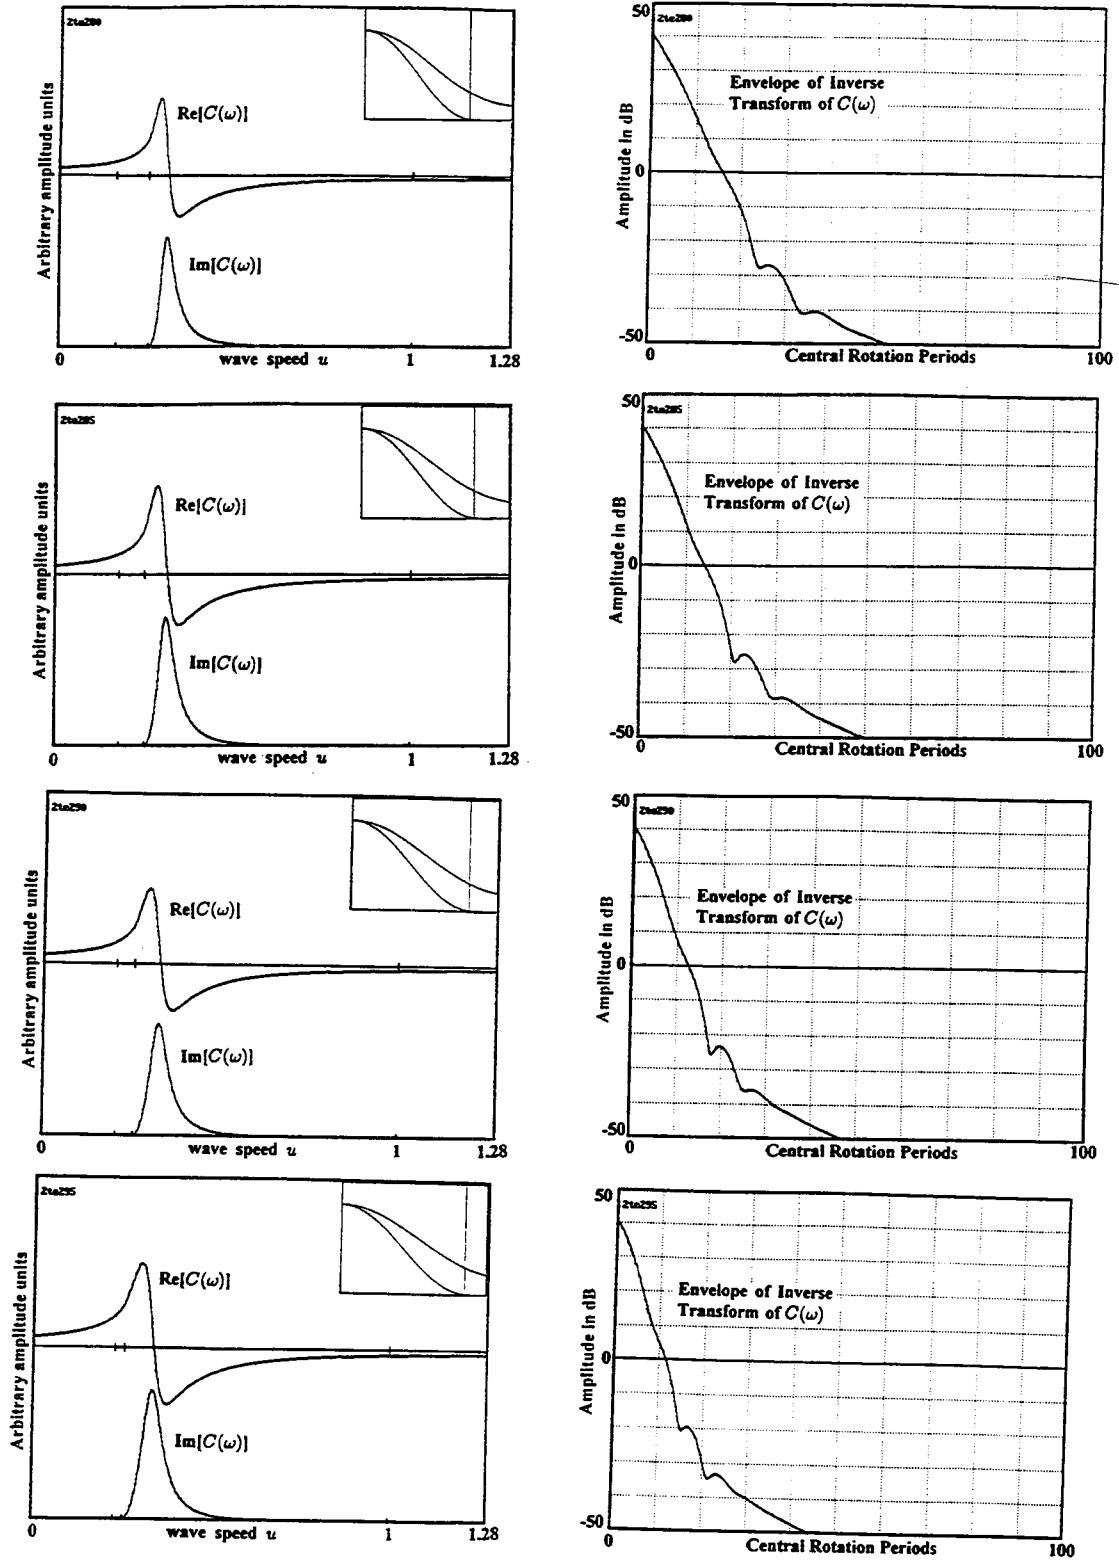 2ta280
Arbitrary amplitude units
Re[C(ω)]
Im[C(ω)]
0
wave speed u
1
1.28
50
2ta280
Envelope of Inverse
Transform of C(ω)
Amplitude in dB
0
-50
0
Central Rotation Periods
100
2ta285
Arbitrary amplitude units
Re[C(ω)]
Im[C(ω)]
0
wave speed u
1
1.28
50
2ta285
Envelope of Inverse
Transform of C(ω)
Amplitude in dB
0
-50
0
Central Rotation Periods
100
2ta290
Arbitrary amplitude units
Re[C(ω)]
Im[C(ω)]
0
wave speed u
1
1.28
50
2ta290
Envelope of Inverse
Transform of C(ω)
Amplitude in dB
0
-50
0
Central Rotation Periods
100
2ta295
Arbitrary amplitude units
Re[C(ω)]
Im[C(ω)]
0
wave speed u
1
1.28
50
2ta295
Envelope of Inverse
Transform of C(ω)
Amplitude in dB
0
-50
0
Central Rotation Periods
100